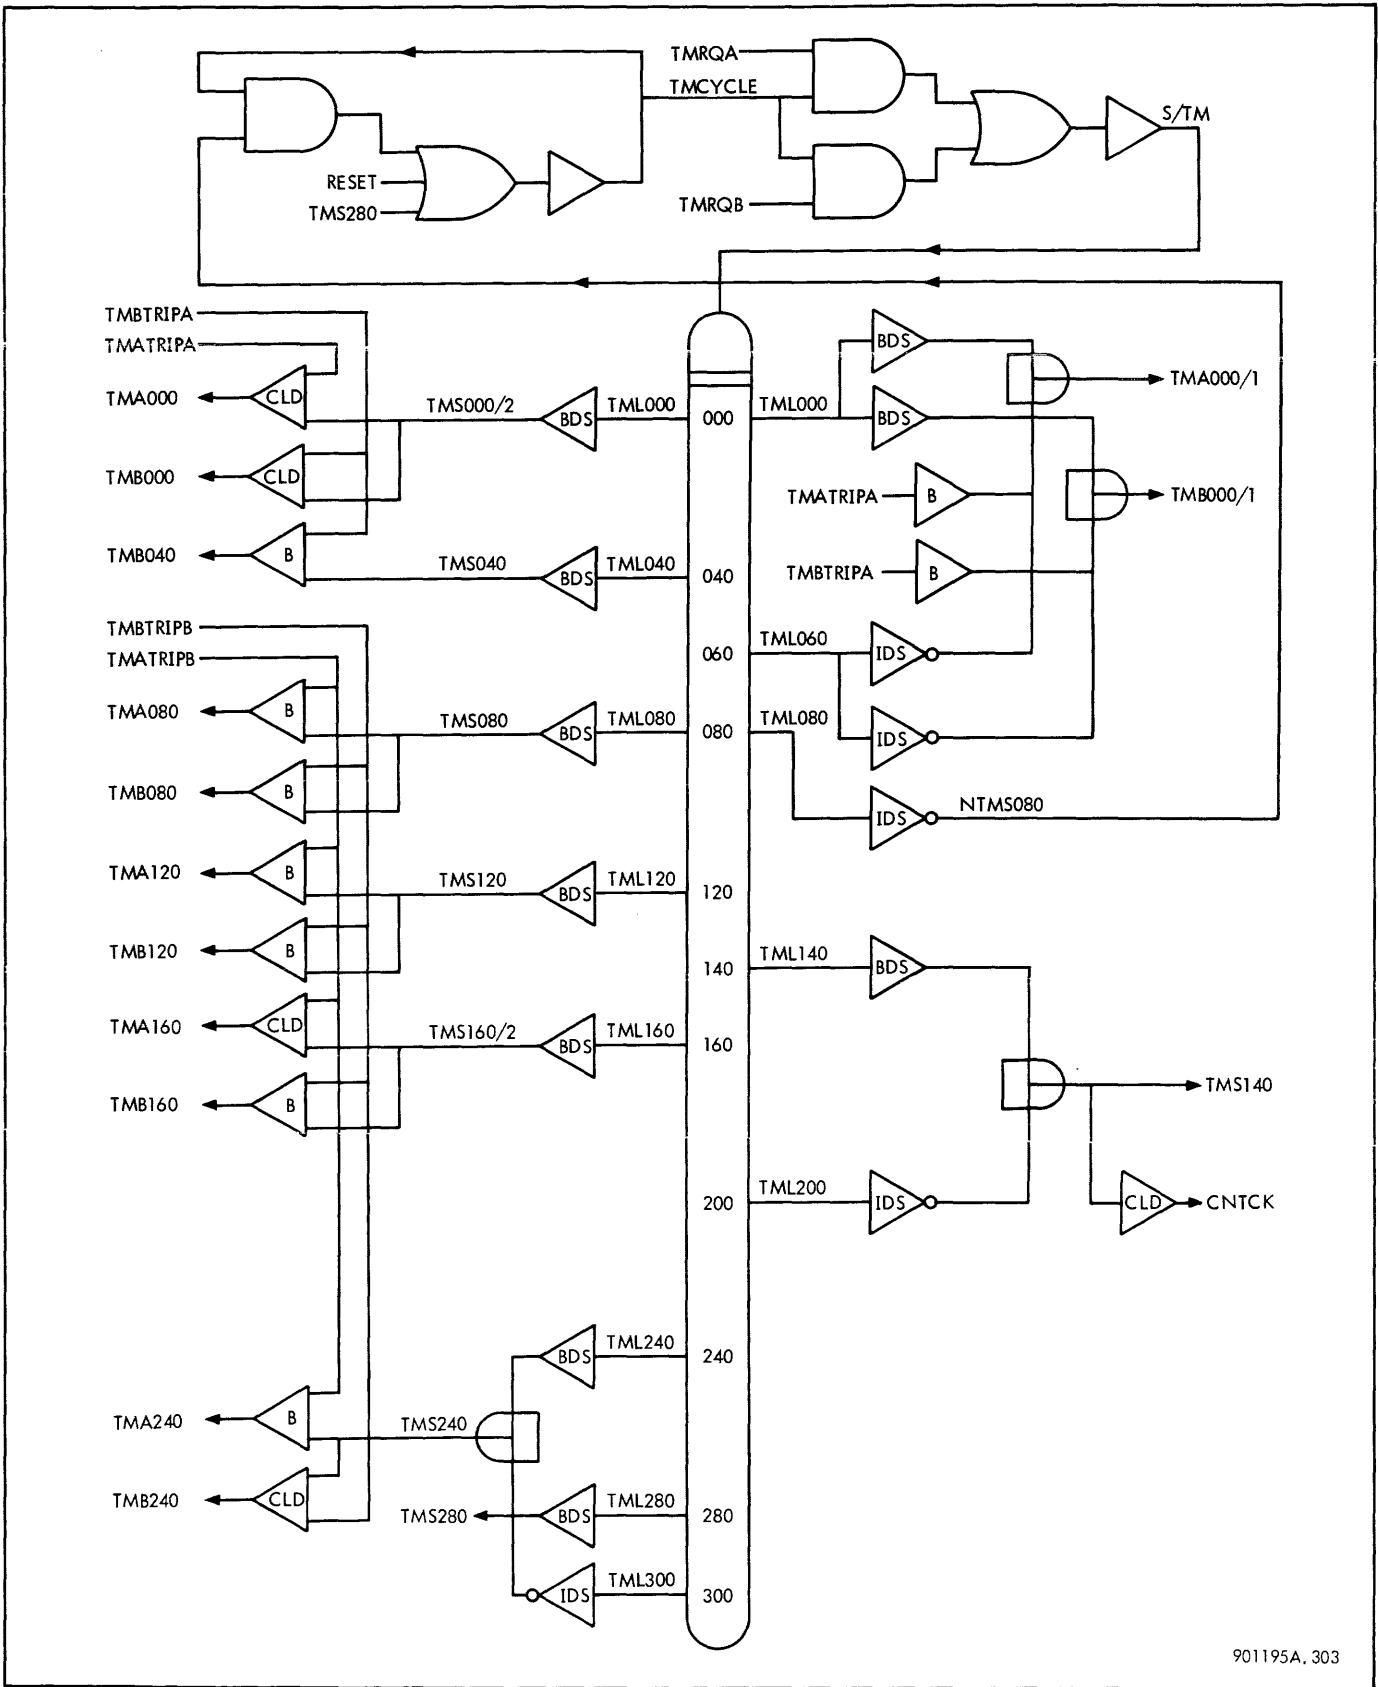 TMRQA
TMCYCLE
S/TM
RESET
TMS280
TMRQB
TMBTRIPA
TMATRIPA
TMA000
CLD
TMS000/2
BDS
TML000
000
TML000
BDS
BDS
TMA000/1
TMB000
CLD
TMATRIPA
B
TMB000/1
TMB040
B
TMS040
BDS
TML040
040
TMBTRIPA
B
TMBTRIPB
TMATRIPB
060
TML060
IDS
TMA080
B
TMS080
BDS
TML080
080
TML080
IDS
TMB080
B
IDS
NTMS080
TMA120
B
TMS120
BDS
TML120
120
TMB120
B
140
TML140
BDS
TMA160
CLD
TMS160/2
BDS
TML160
160
TMB160
B
TMS140
200
TML200
IDS
CLD
CNTCK
BDS
TML240
240
TMA240
B
TMS240
TMB240
CLD
TMS280
BDS
TML280
280
IDS
TML300
300
901195A.303